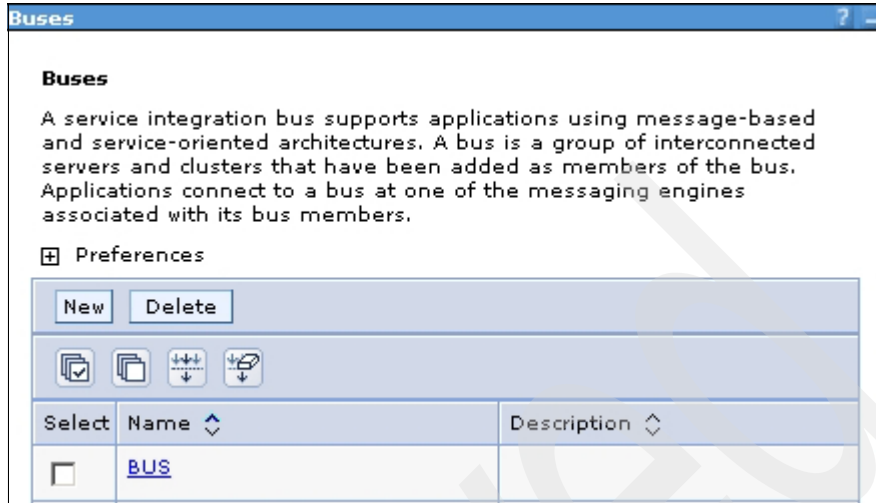 Buses ? –
Buses
A service integration bus supports applications using message-based
and service-oriented architectures. A bus is a group of interconnected
servers and clusters that have been added as members of the bus.
Applications connect to a bus at one of the messaging engines
associated with its bus members.
Preferences
New Delete
Select Name Description
BUS